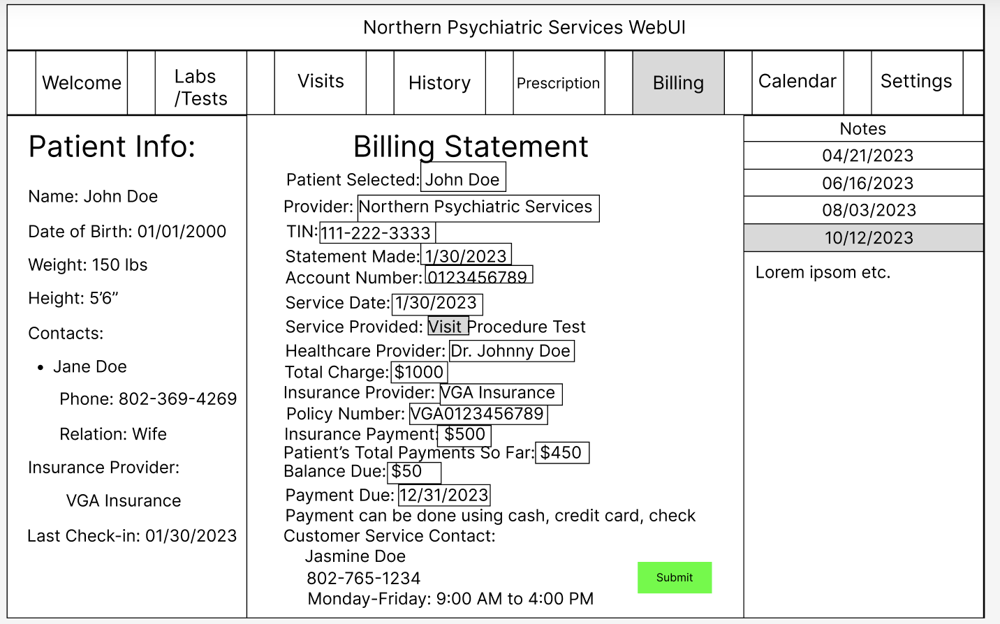 Northern Psychiatric Services WebUI
Welcome
Labs
/Tests
Visits
History
Prescription
Billing
Calendar
Settings
Patient Info:
Name: John Doe
Date of Birth: 01/01/2000
Weight: 150 lbs
Height: 5’6”
Contacts:
• Jane Doe
Phone: 802-369-4269
Relation: Wife
Insurance Provider:
VGA Insurance
Last Check-in: 01/30/2023
Billing Statement
Patient Selected: John Doe
Provider: Northern Psychiatric Services
TIN: 111-222-3333
Statement Made: 1/30/2023
Account Number: 0123456789
Service Date: 1/30/2023
Service Provided: Visit Procedure Test
Healthcare Provider: Dr. Johnny Doe
Total Charge: $1000
Insurance Provider: VGA Insurance
Policy Number: VGA0123456789
Insurance Payment: $500
Patient’s Total Payments So Far: $450
Balance Due: $50
Payment Due: 12/31/2023
Payment can be done using cash, credit card, check
Customer Service Contact:
Jasmine Doe
802-765-1234
Monday-Friday: 9:00 AM to 4:00 PM
Submit
Notes
04/21/2023
06/16/2023
08/03/2023
10/12/2023
Lorem ipsum etc.